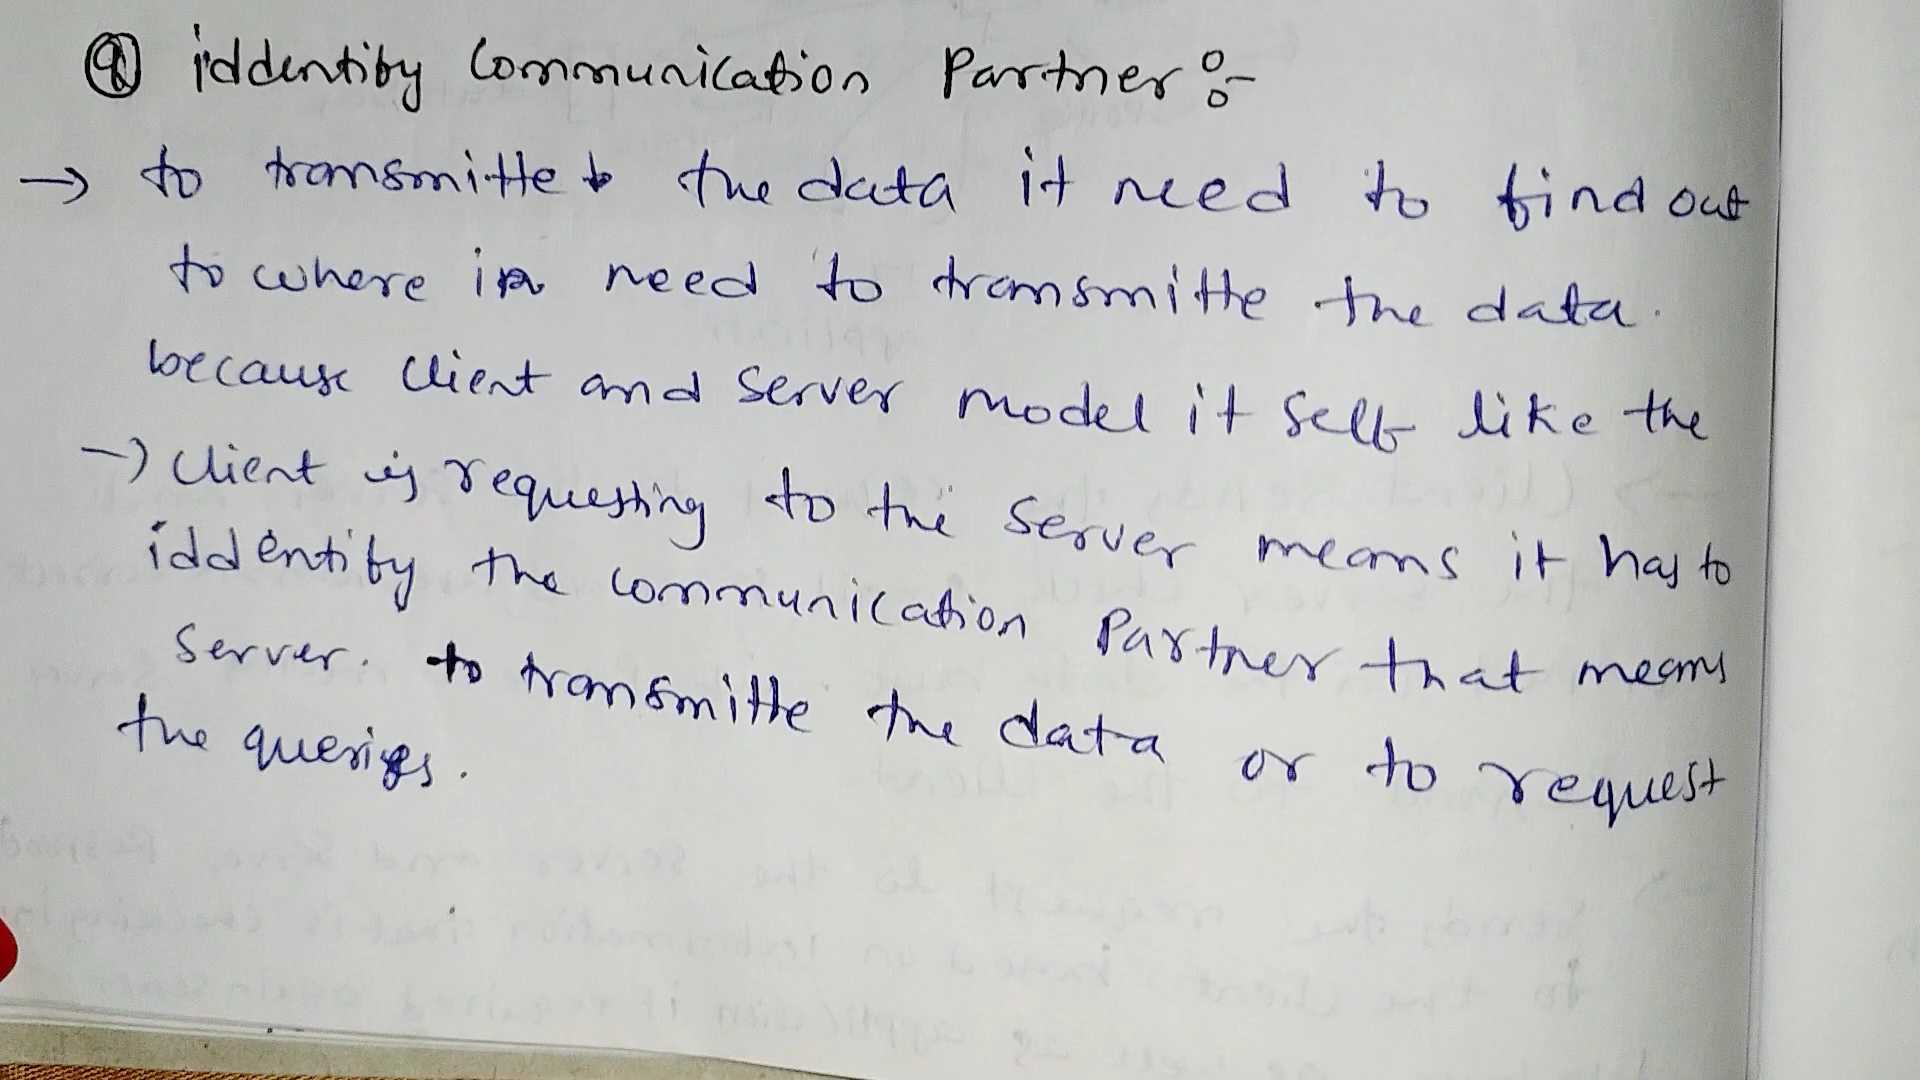 ④ iddentify Communication Partner :-
→ to transmitte the data it need to find out
to where in need to transmitte the data.
because client and server model it self like the
→ client is requesting to the server means it has to
iddentify the communication Partner that means
server. to transmitte the data or to request
the queries.